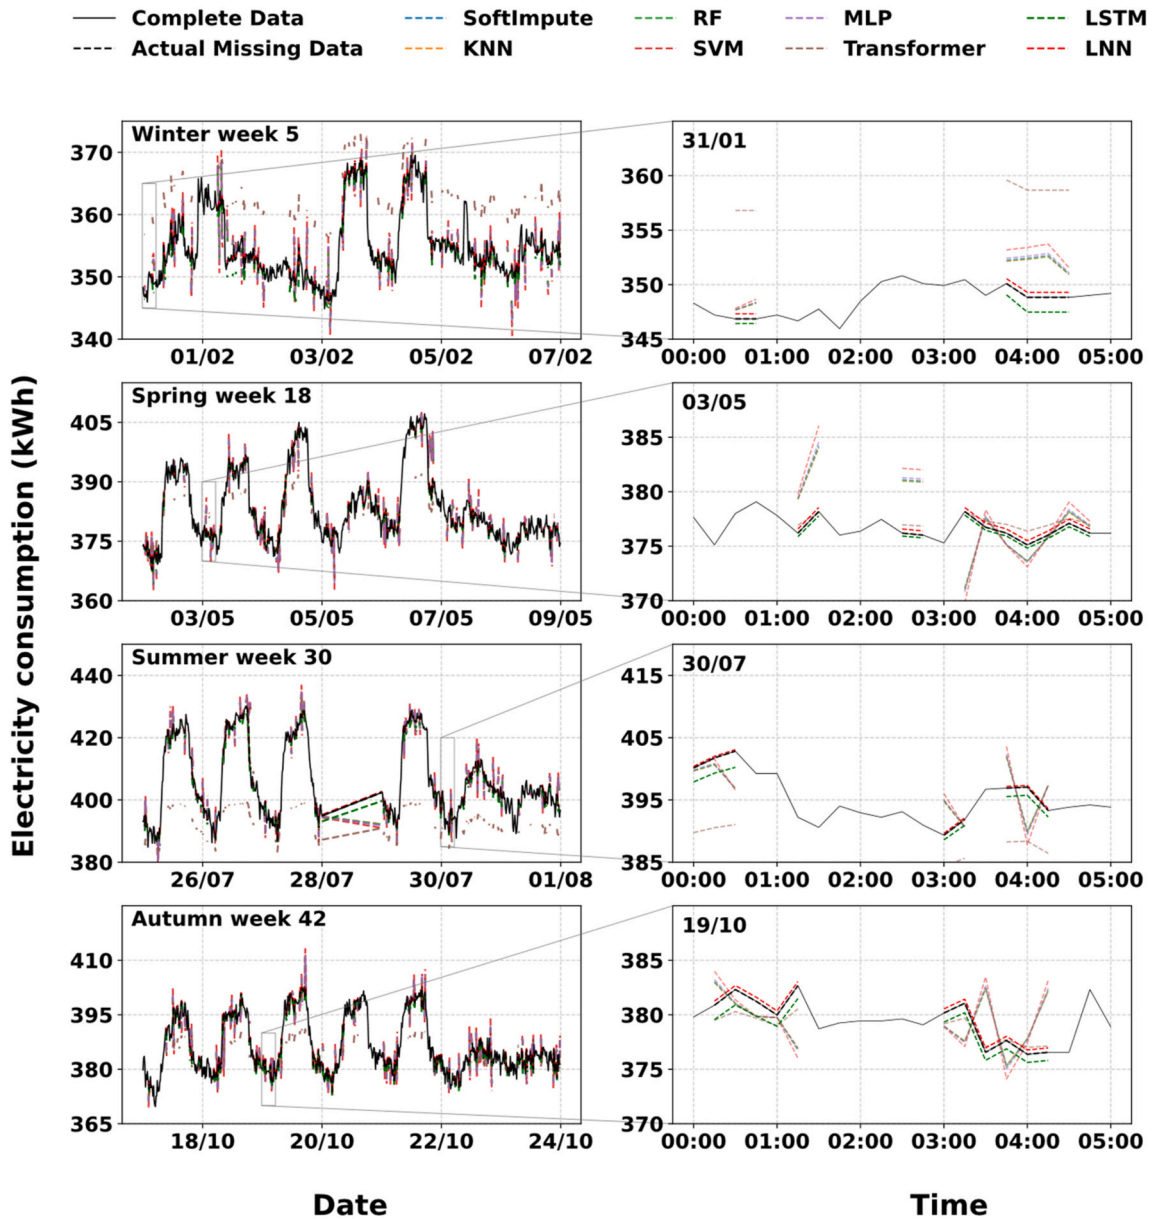 Complete Data SoftImpute RF MLP LSTM
Actual Missing Data KNN SVM Transformer LNN
Electricity consumption (kWh)
Winter week 5
370
360
350
340
01/02 03/02 05/02 07/02
31/01
360
355
350
345
00:00 01:00 02:00 03:00 04:00 05:00
Spring week 18
405
390
375
360
03/05 05/05 07/05 09/05
03/05
385
380
375
370
00:00 01:00 02:00 03:00 04:00 05:00
Summer week 30
440
420
400
380
26/07 28/07 30/07 01/08
30/07
415
405
395
385
00:00 01:00 02:00 03:00 04:00 05:00
Autumn week 42
410
395
380
365
18/10 20/10 22/10 24/10
19/10
385
380
375
370
00:00 01:00 02:00 03:00 04:00 05:00
Date Time